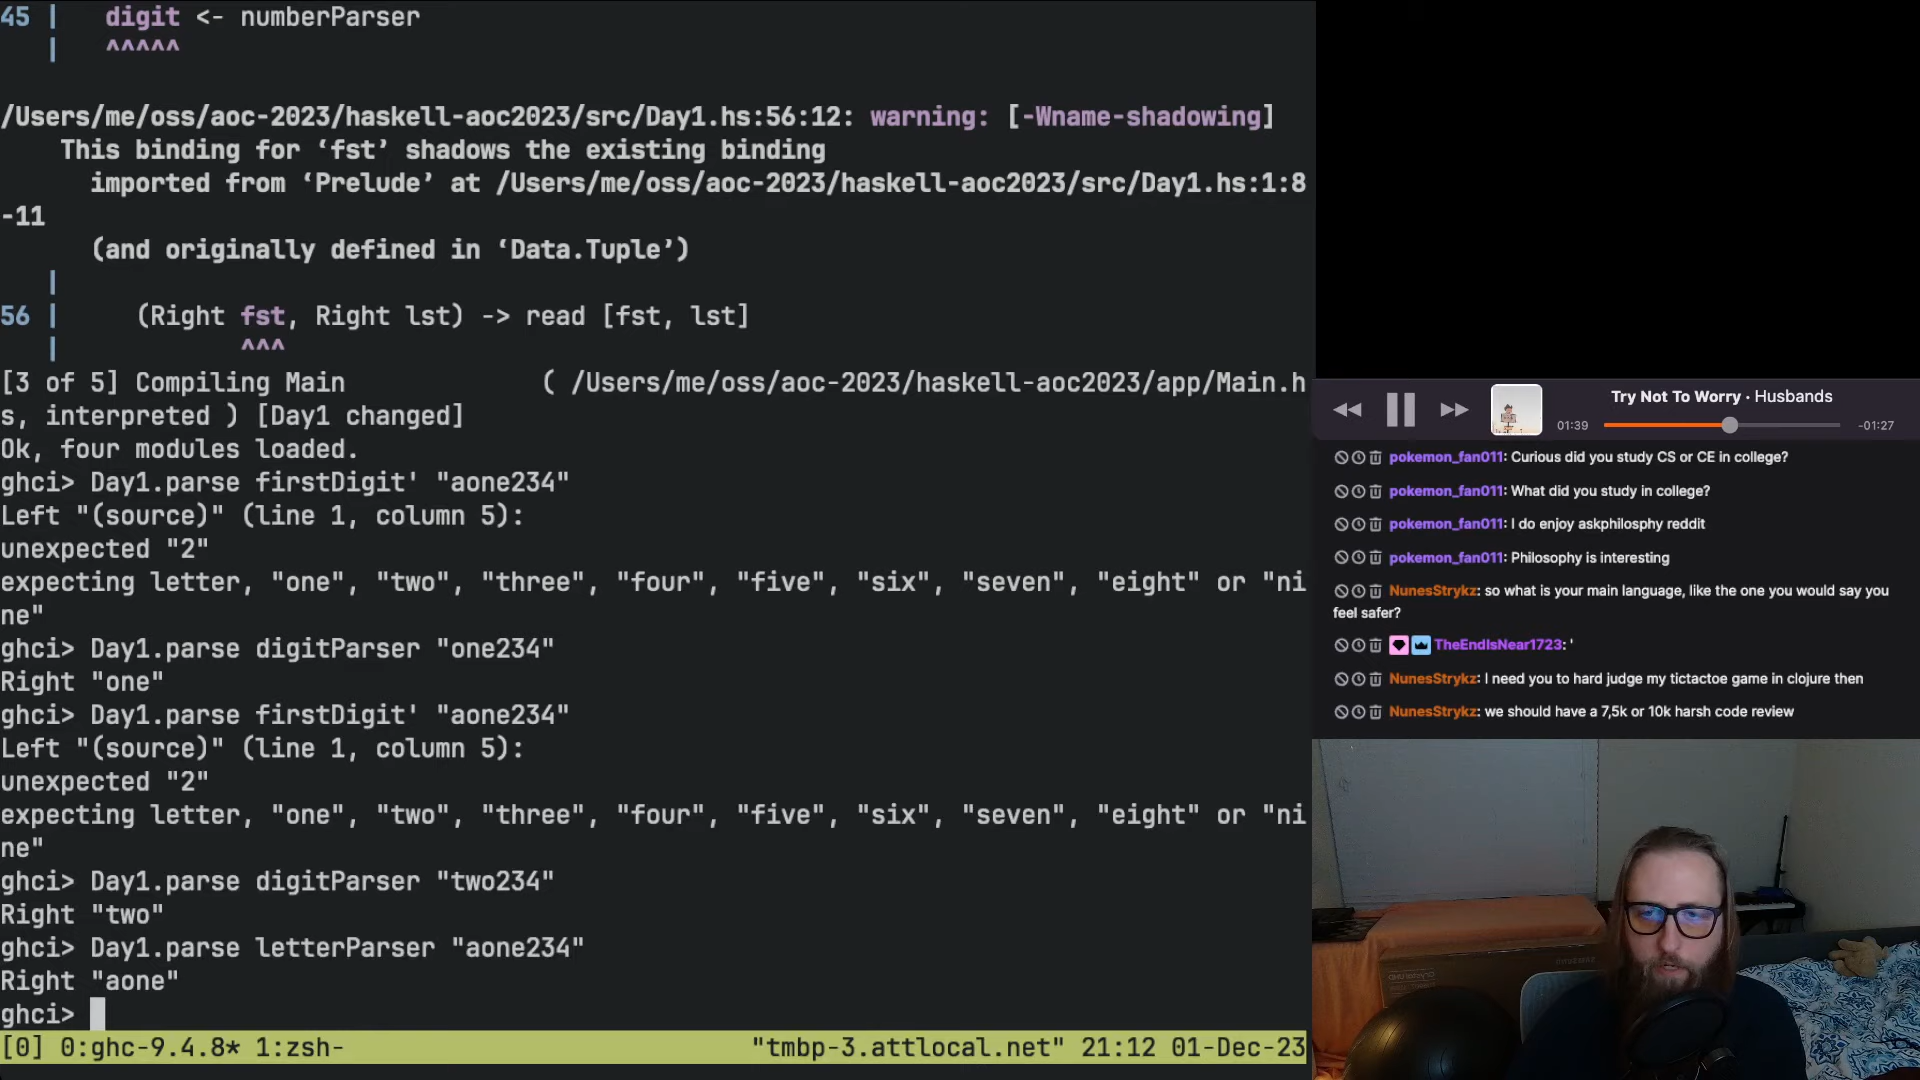 45 |   digit <- numberParser
   |   ^^^^^
/Users/me/oss/aoc-2023/haskell-aoc2023/src/Day1.hs:56:12: warning: [-Wname-shadowing]
    This binding for ‘fst’ shadows the existing binding
      imported from ‘Prelude’ at /Users/me/oss/aoc-2023/haskell-aoc2023/src/Day1.hs:1:8
-11
      (and originally defined in ‘Data.Tuple’)
   |
56 |     (Right fst, Right lst) -> read [fst, lst]
   |            ^^^
[3 of 5] Compiling Main             ( /Users/me/oss/aoc-2023/haskell-aoc2023/app/Main.h
s, interpreted ) [Day1 changed]
Ok, four modules loaded.
ghci> Day1.parse firstDigit' "aone234"
Left "(source)" (line 1, column 5):
unexpected "2"
expecting letter, "one", "two", "three", "four", "five", "six", "seven", "eight" or "ni
ne"
ghci> Day1.parse digitParser "one234"
Right "one"
ghci> Day1.parse firstDigit' "aone234"
Left "(source)" (line 1, column 5):
unexpected "2"
expecting letter, "one", "two", "three", "four", "five", "six", "seven", "eight" or "ni
ne"
ghci> Day1.parse digitParser "two234"
Right "two"
ghci> Day1.parse letterParser "aone234"
Right "aone"
ghci>
[0] 0:ghc-9.4.8* 1:zsh- "tmbp-3.attlocal.net" 21:12 01-Dec-23
Try Not To Worry · Husbands
01:39 -01:27
pokemon_fan011: Curious did you study CS or CE in college?
pokemon_fan011: What did you study in college?
pokemon_fan011: I do enjoy askphilosphy reddit
pokemon_fan011: Philosophy is interesting
NunesStrykz: so what is your main language, like the one you would say you
feel safer?
TheEndIsNear1723: '
NunesStrykz: I need you to hard judge my tictactoe game in clojure then
NunesStrykz: we should have a 7,5k or 10k harsh code review